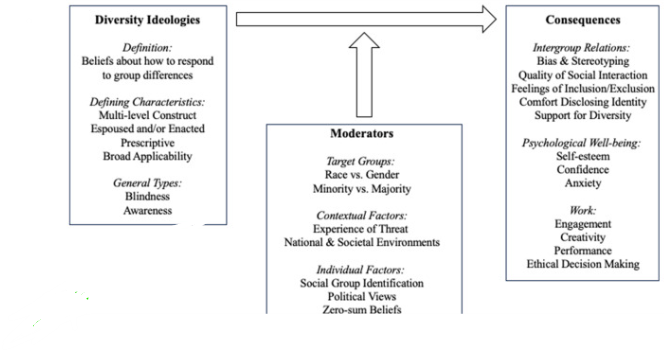 Diversity Ideologies
Definition:
Beliefs about how to respond
to group differences
Defining Characteristics:
Multi-level Construct
Espoused and/or Enacted
Prescriptive
Broad Applicability
General Types:
Blindness
Awareness
Moderators
Target Groups:
Race vs. Gender
Minority vs. Majority
Contextual Factors:
Experience of Threat
National & Societal Environments
Individual Factors:
Social Group Identification
Political Views
Zero-sum Beliefs
Consequences
Intergroup Relations:
Bias & Stereotyping
Quality of Social Interaction
Feelings of Inclusion/Exclusion
Comfort Disclosing Identity
Support for Diversity
Psychological Well-being:
Self-esteem
Confidence
Anxiety
Work:
Engagement
Creativity
Performance
Ethical Decision Making